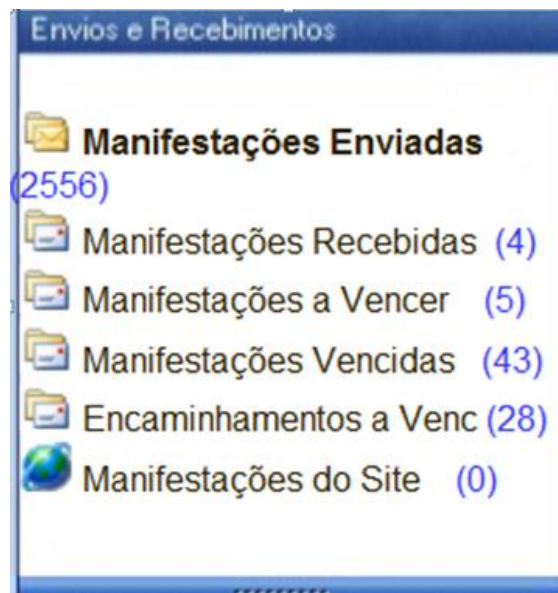 Envios e Recebimentos
Manifestações Enviadas
(2556)
Manifestações Recebidas (4)
Manifestações a Vencer (5)
Manifestações Vencidas (43)
Encaminhamentos a Venc (28)
Manifestações do Site (0)